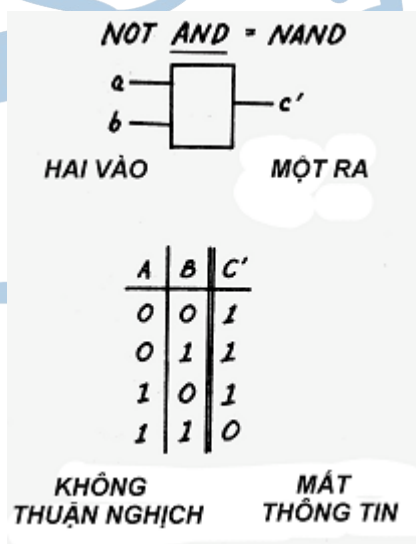 NOT AND = NAND
a
b
c'
HAI VÀO MỘT RA
A B C'
0 0 1
0 1 1
1 0 1
1 1 0
KHÔNG MẤT
THUẬN NGHỊCH THÔNG TIN